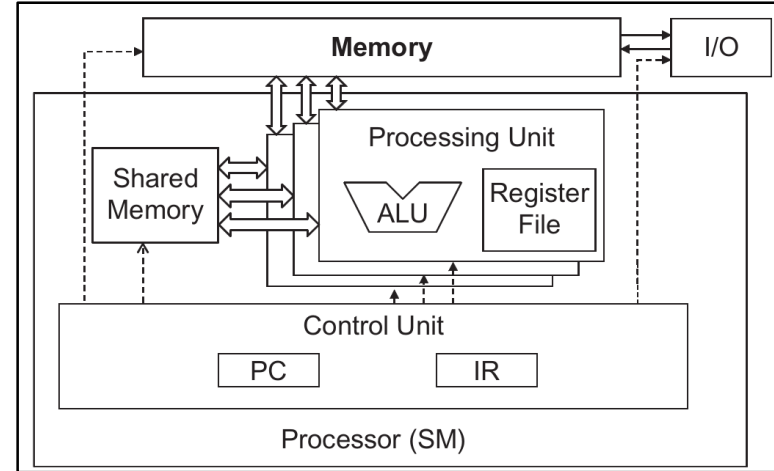 Memory
I/O
Processing Unit
Shared
Memory
ALU
Register
File
Control Unit
PC
IR
Processor (SM)